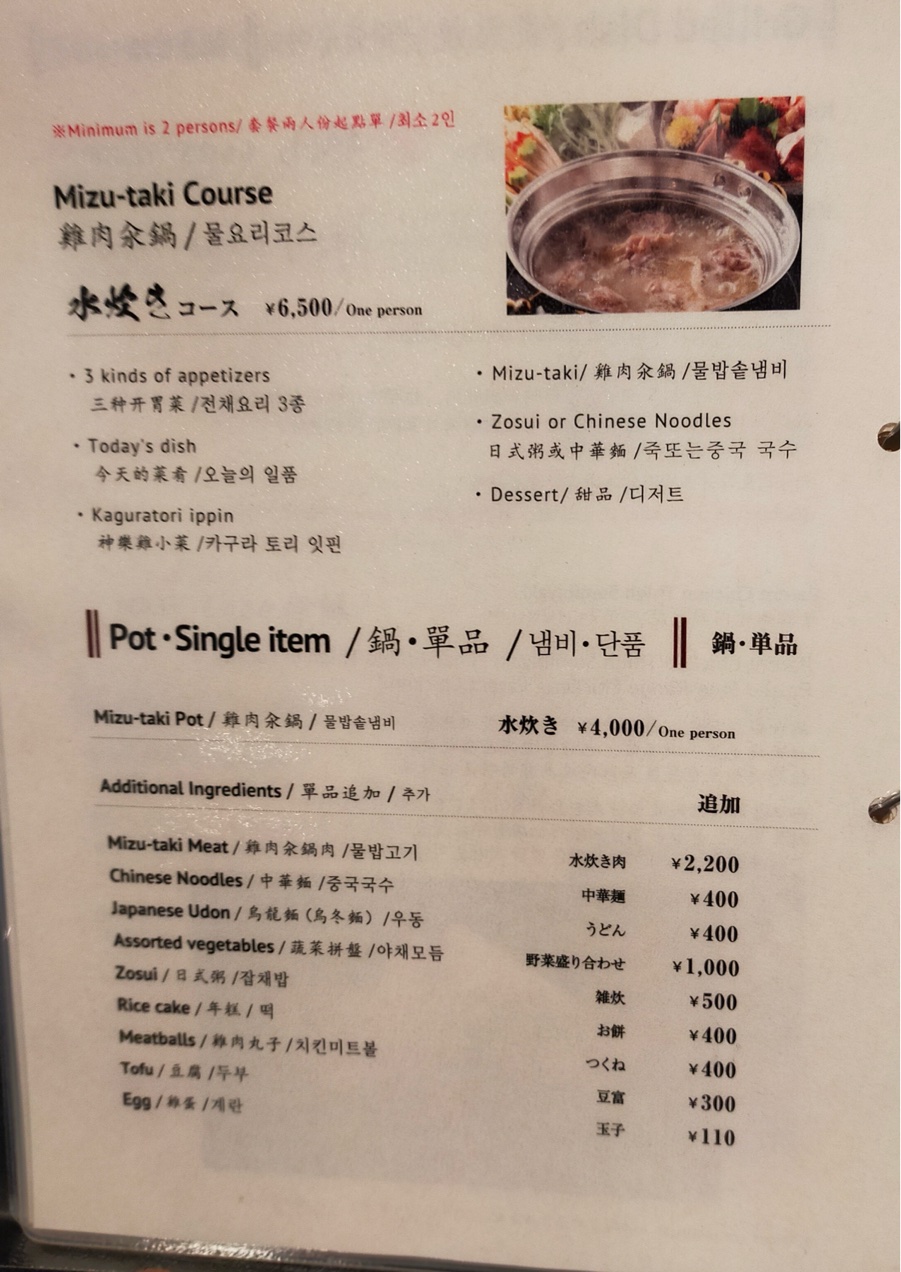 ※Minimum is 2 persons/ 套餐兩人份起點單 /최소 2인
Mizu-taki Course
雞肉汆鍋 / 물요리코스
水炊きコース ¥6,500/One person
・3 kinds of appetizers
三种开胃菜 /전채요리 3종
・Today's dish
今天的菜肴 /오늘의 일품
・Kaguratori ippin
神樂雞小菜 /카구라 토리 잇핀
・Mizu-taki/ 雞肉汆鍋 /물밥솥냄비
・Zosui or Chinese Noodles
日式粥或中華麵 /죽또는중국 국수
・Dessert/ 甜品 /디저트
Pot・Single item / 鍋・單品 / 냄비・단품 鍋・単品
Mizu-taki Pot / 雞肉汆鍋 / 물밥솥냄비 水炊き ¥4,000/One person
Additional Ingredients / 單品追加 / 추가 追加
Mizu-taki Meat / 雞肉汆鍋肉 /물밥고기 水炊き肉 ¥2,200
Chinese Noodles / 中華麵 /중국국수 中華麺 ¥400
Japanese Udon / 烏龍麵（烏冬麵） /우동 うどん ¥400
Assorted vegetables / 蔬菜拼盤 /야채모듬 野菜盛り合わせ ¥1,000
Zosui / 日式粥 /잡채밥 雑炊 ¥500
Rice cake / 年糕 / 떡 お餅 ¥400
Meatballs / 雞肉丸子 /치킨미트볼 つくね ¥400
Tofu / 豆腐 /두부 豆富 ¥300
Egg / 雞蛋 /계란 玉子 ¥110